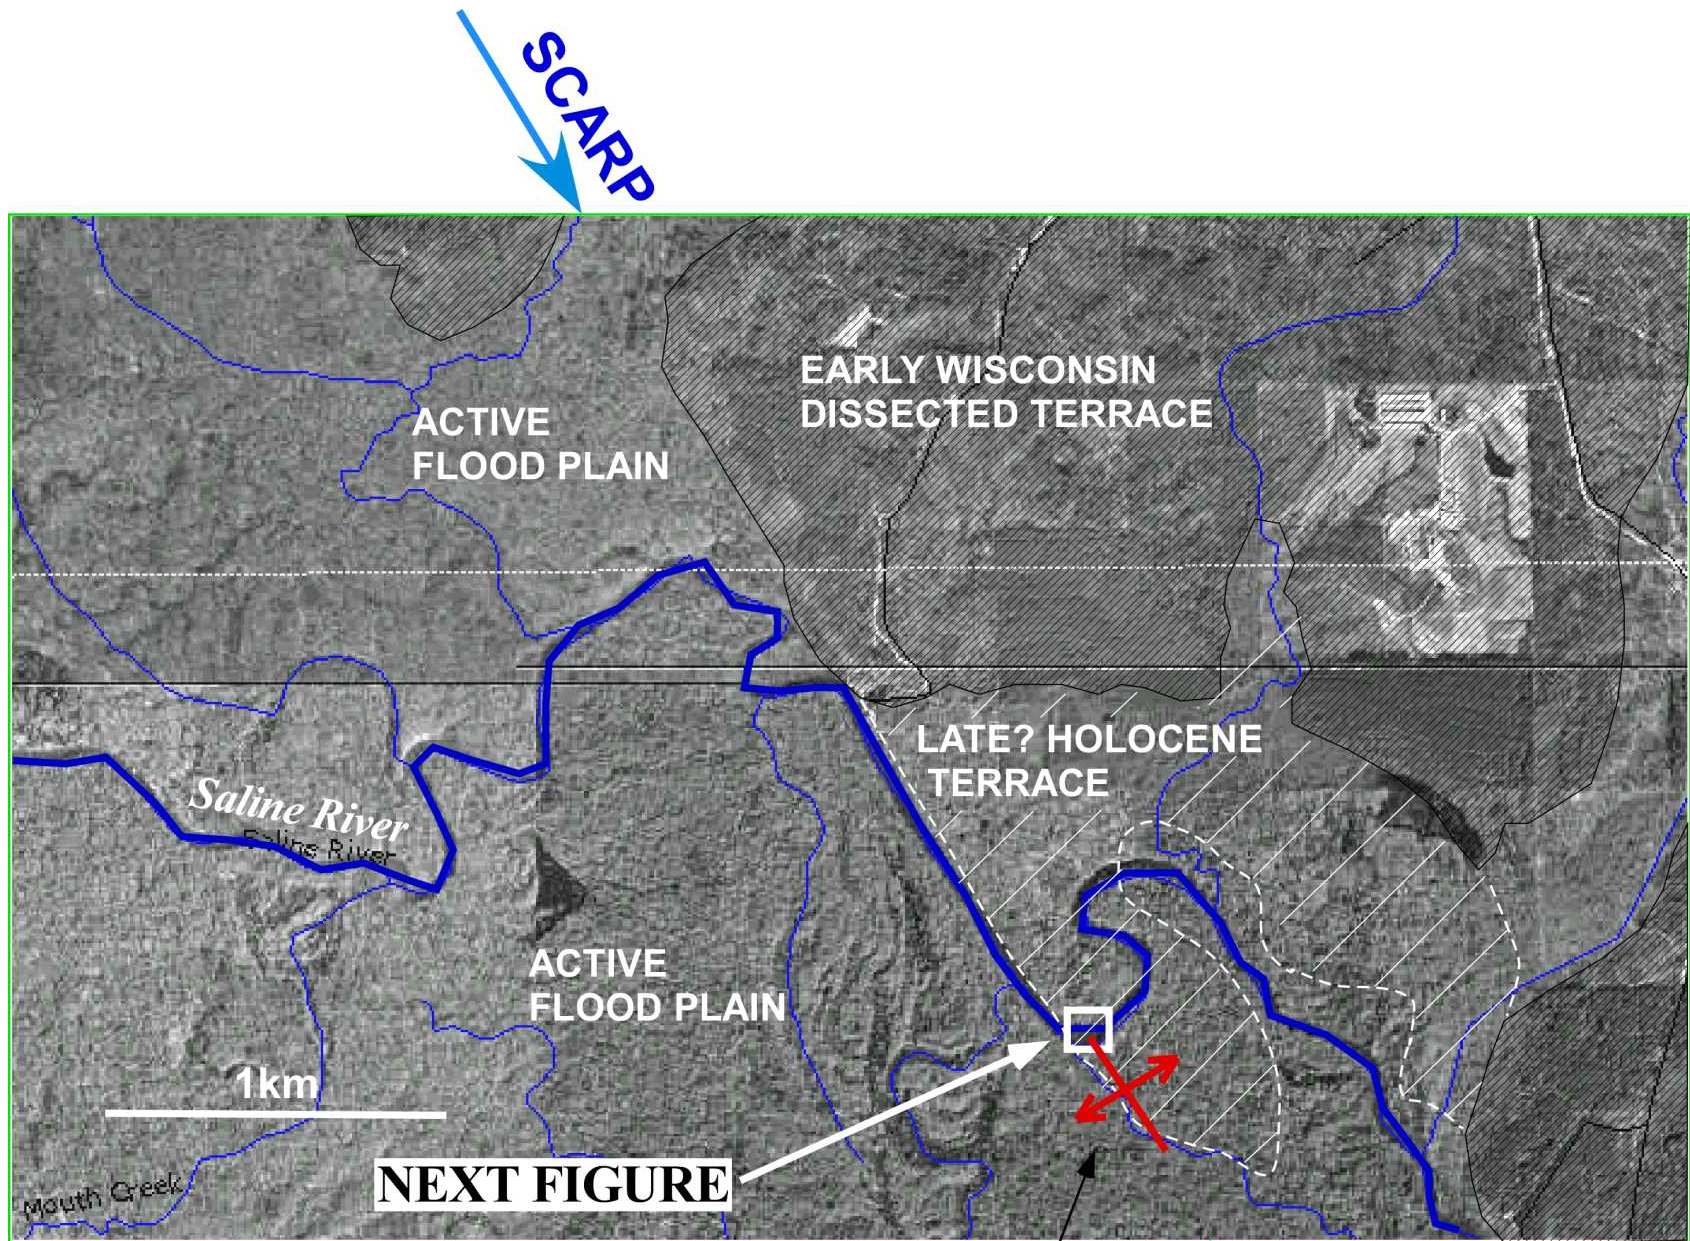 SCARP
EARLY WISCONSIN
DISSECTED TERRACE
ACTIVE
FLOOD PLAIN
LATE? HOLOCENE
TERRACE
Saline River
Saline River
ACTIVE
FLOOD PLAIN
1km
NEXT FIGURE
Mouth Creek